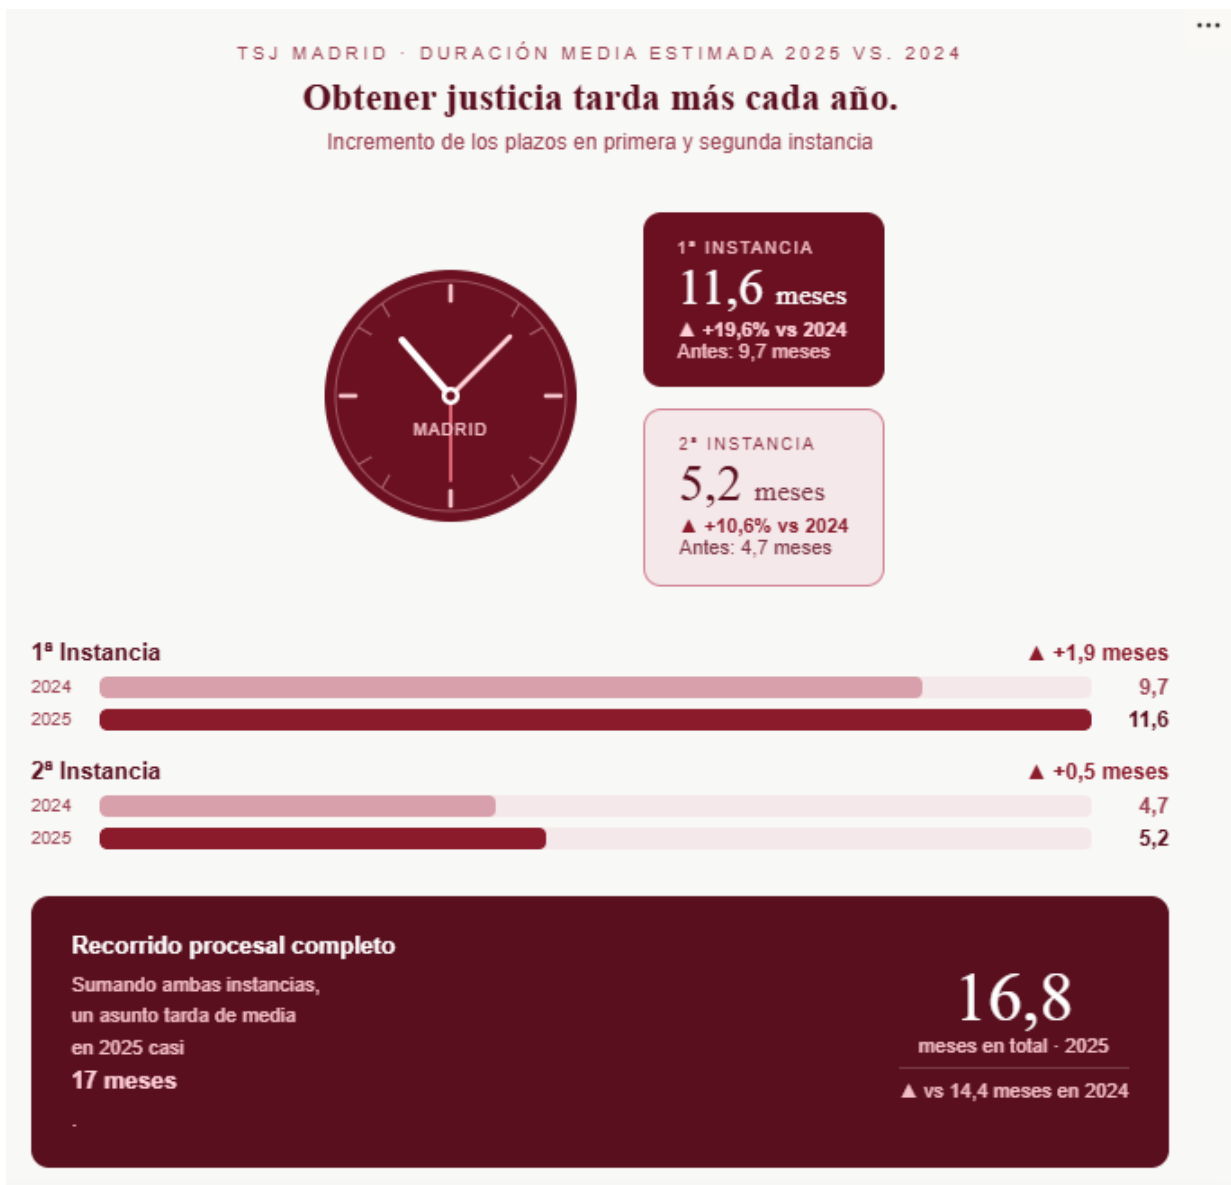 TSJ MADRID · DURACIÓN MEDIA ESTIMADA 2025 VS. 2024
Obtener justicia tarda más cada año.
Incremento de los plazos en primera y segunda instancia
MADRID
1ª INSTANCIA
11,6 meses
▲ +19,6% vs 2024
Antes: 9,7 meses
2ª INSTANCIA
5,2 meses
▲ +10,6% vs 2024
Antes: 4,7 meses
1ª Instancia ▲ +1,9 meses
2024 9,7
2025 11,6
2ª Instancia ▲ +0,5 meses
2024 4,7
2025 5,2
Recorrido procesal completo
Sumando ambas instancias,
un asunto tarda de media
en 2025 casi
17 meses
.
16,8
meses en total · 2025
▲ vs 14,4 meses en 2024